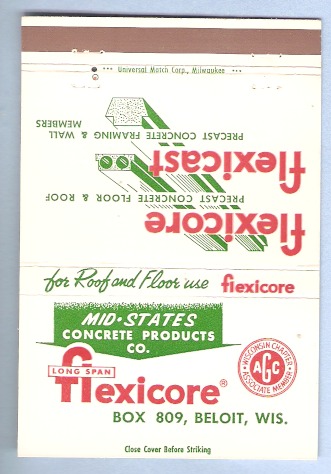 *** Universal Match Corp., Milwaukee ***
flexicore
PRECAST CONCRETE FLOOR & ROOF
flexicast
PRECAST CONCRETE FRAMING & WALL
MEMBERS
for Roof and Floor use flexicore
MID-STATES
CONCRETE PRODUCTS
CO.
LONG SPAN
flexicore®
WISCONSIN CHAPTER
AGC
ASSOCIATE MEMBER
BOX 809, BELOIT, WIS.
Close Cover Before Striking